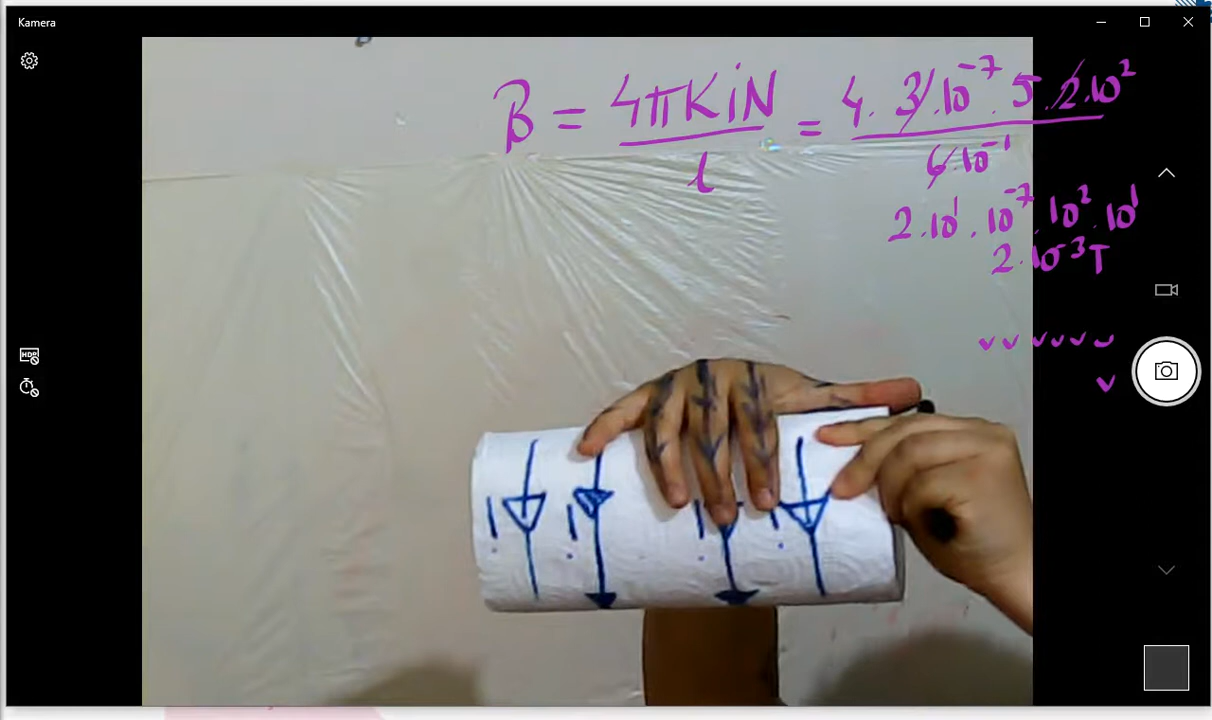 Kamera
B = 4πKiN / l = 4 . 3 . 10⁻⁷ . 5 . 2 . 10² / 6 . 10⁻¹
2 . 10¹ . 10⁻⁷ . 10² . 10¹
2 . 10⁻³ T
HDR
i i i i